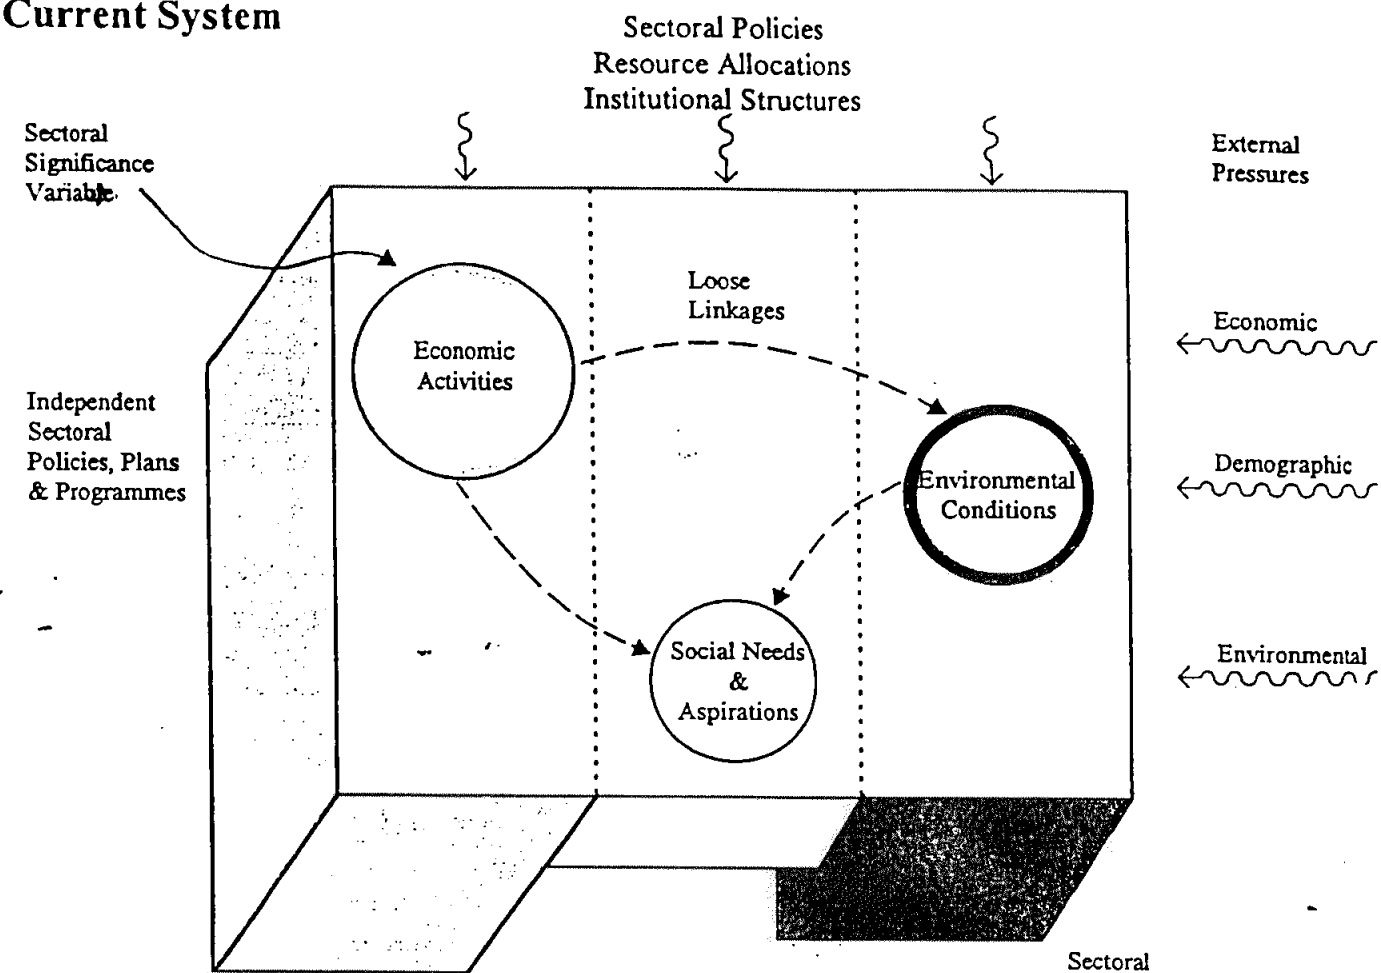 Current System
Sectoral Policies
Resource Allocations
Institutional Structures
Sectoral
Significance
Variable
External
Pressures
Loose
Linkages
Economic
Economic
Activities
Independent
Sectoral
Policies, Plans
& Programmes
Demographic
Environmental
Conditions
Environmental
Social Needs
&
Aspirations
Sectoral